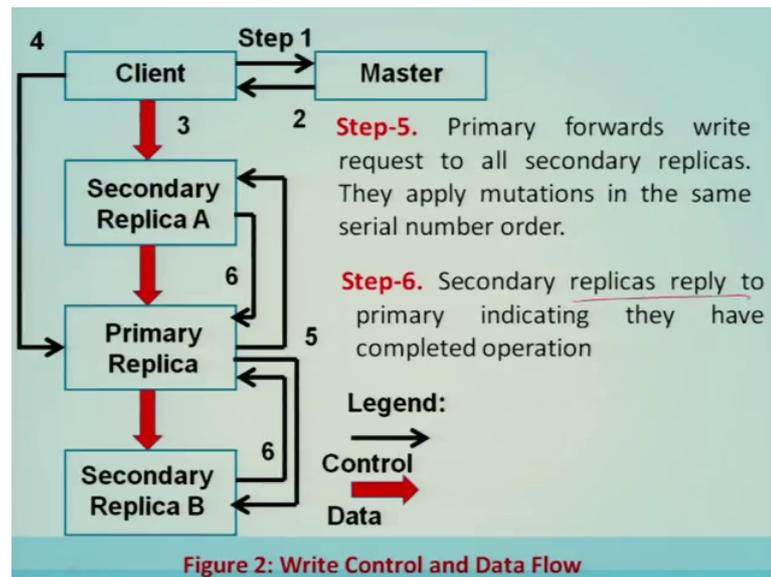 4
Step 1
Client
Master
3
2
Step-5. Primary forwards write
request to all secondary replicas.
They apply mutations in the same
serial number order.
Secondary
Replica A
6
Step-6. Secondary replicas reply to
primary indicating they have
completed operation
Primary
Replica
5
Legend:
Control
Data
6
Secondary
Replica B
Figure 2: Write Control and Data Flow